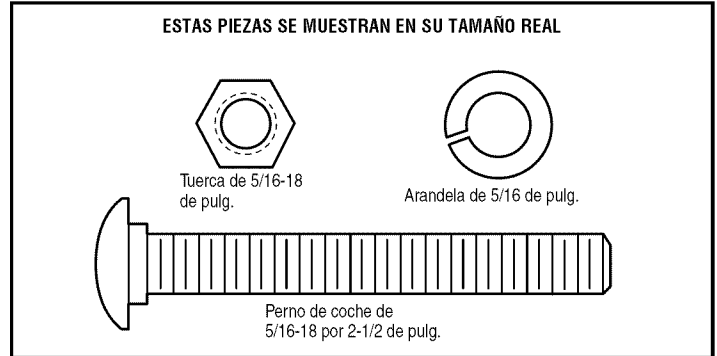 ESTAS PIEZAS SE MUESTRAN EN SU TAMAÑO REAL
Tuerca de 5/16-18
de pulg.
Arandela de 5/16 de pulg.
Perno de coche de
5/16-18 por 2-1/2 de pulg.